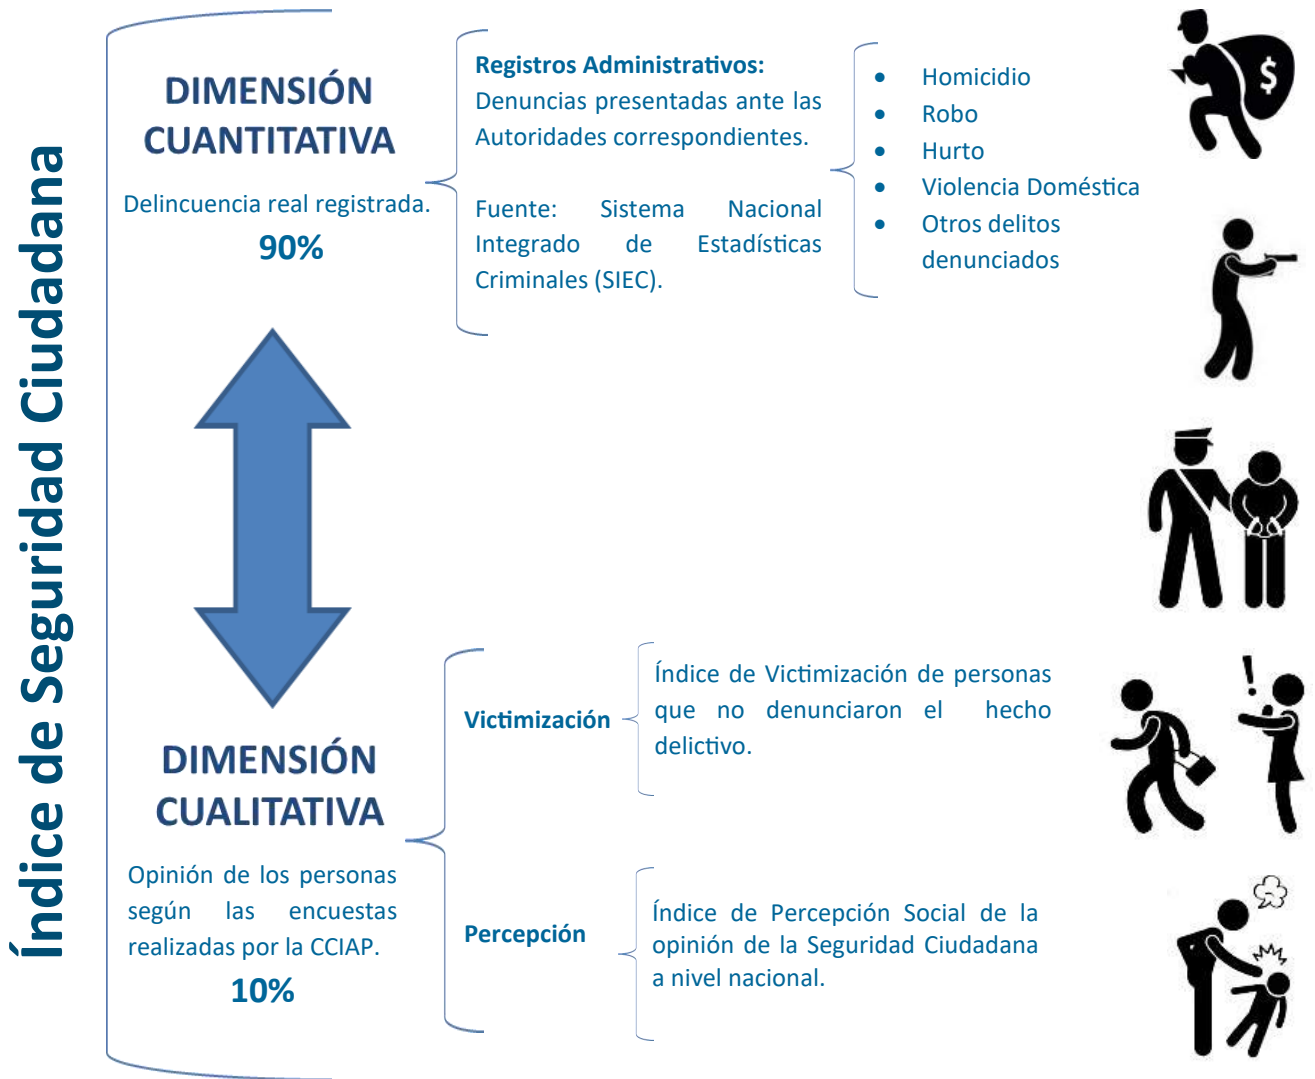 Índice de Seguridad Ciudadana
DIMENSIÓN
CUANTITATIVA
Delincuencia real registrada.
90%
Registros Administrativos:
Denuncias presentadas ante las
Autoridades correspondientes.
Fuente: Sistema Nacional
Integrado de Estadísticas
Criminales (SIEC).
• Homicidio
• Robo
• Hurto
• Violencia Doméstica
• Otros delitos
denunciados
$
DIMENSIÓN
CUALITATIVA
Opinión de los personas
según las encuestas
realizadas por la CCIAP.
10%
Victimización
Índice de Victimización de personas
que no denunciaron el hecho
delictivo.
!
Percepción
Índice de Percepción Social de la
opinión de la Seguridad Ciudadana
a nivel nacional.